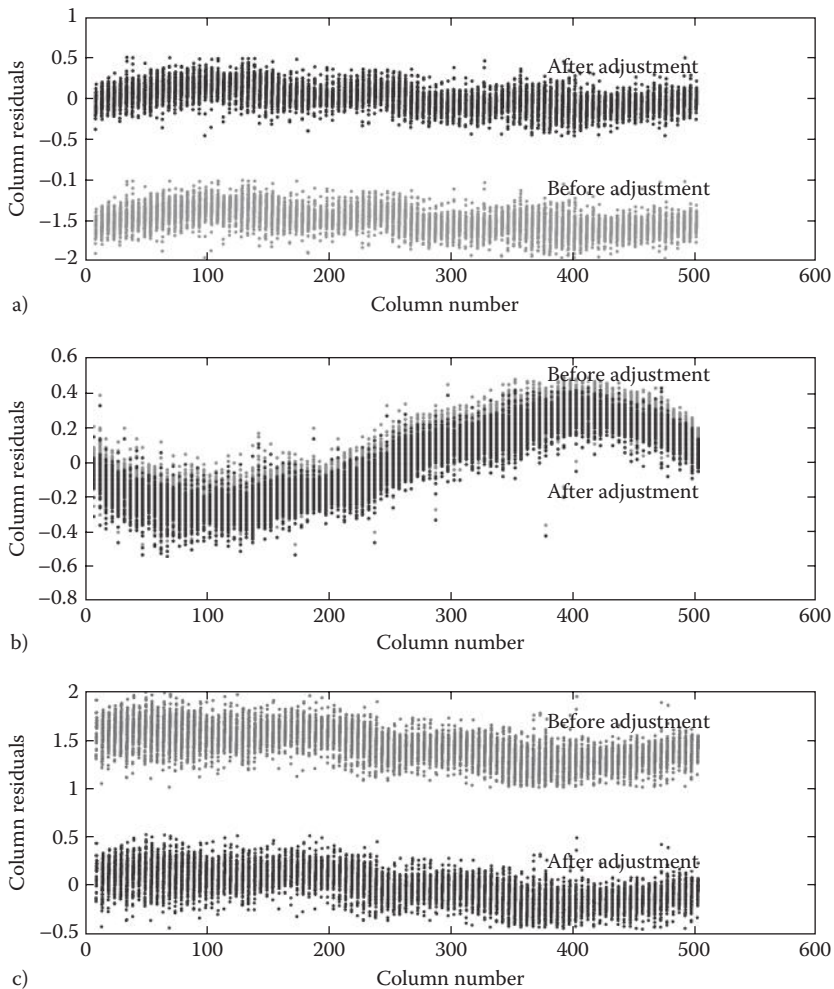 1
0.5
0
−0.5
−0.1
−1.5
−2
Column residuals
After adjustment
Before adjustment
0 100 200 300 400 500 600
Column number
a)
0.6
0.4
0.2
0
−0.2
−0.4
−0.6
−0.8
Column residuals
Before adjustment
After adjustment
0 100 200 300 400 500 600
Column number
b)
2
1.5
1
0.5
0
−0.5
Column residuals
Before adjustment
After adjustment
0 100 200 300 400 500 600
Column number
c)